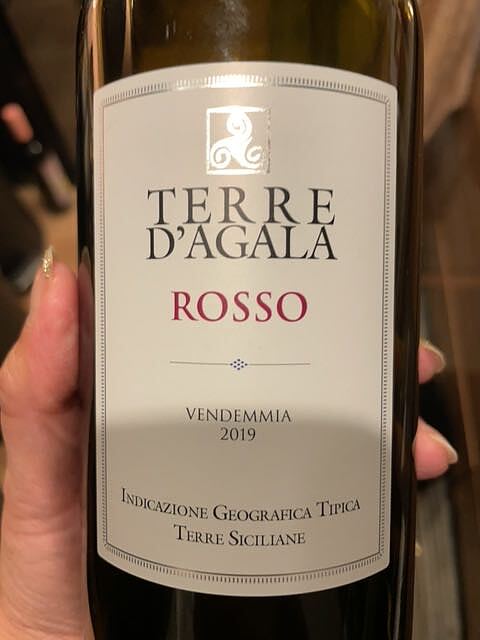 TERRE
D'AGALA
ROSSO
VENDEMMIA
2019
INDICAZIONE GEOGRAFICA TIPICA
TERRE SICILIANE